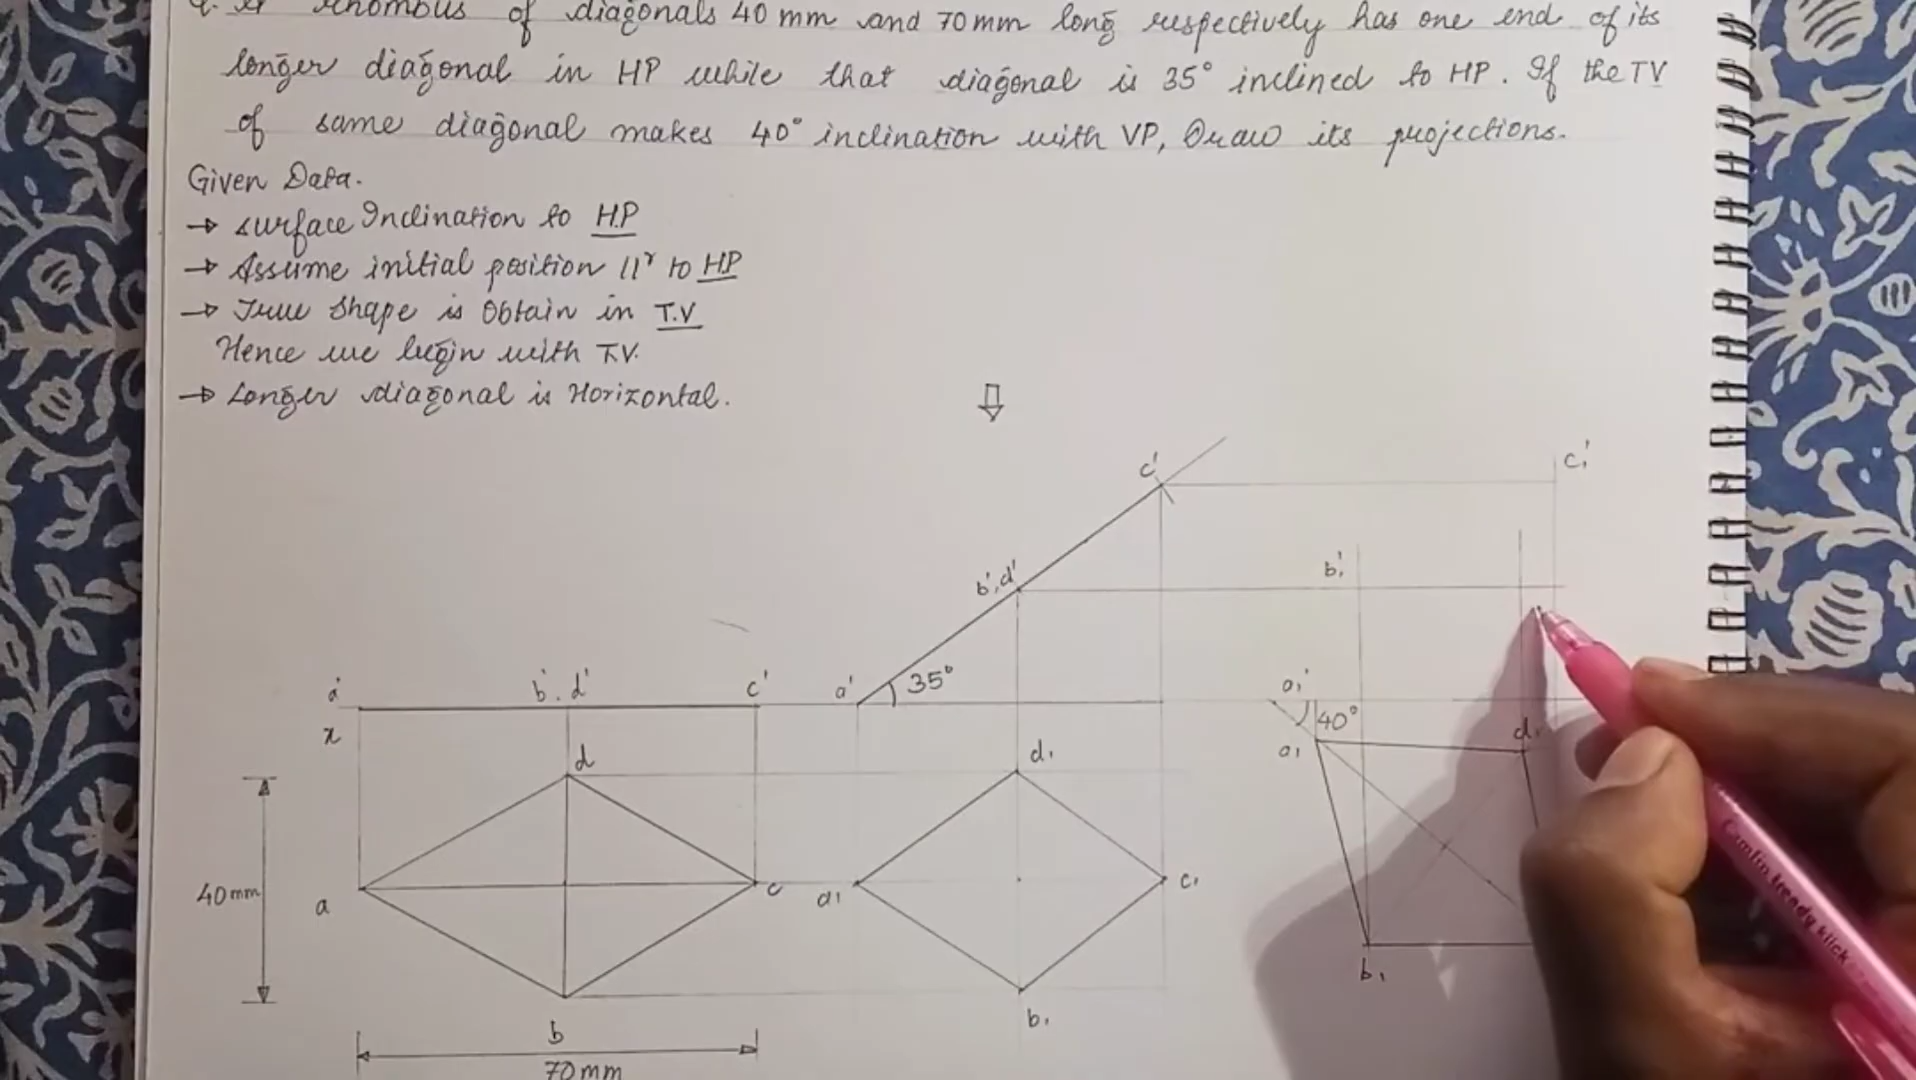 Rhombus of diagonals 40 mm and 70 mm long respectively has one end of its
longer diagonal in HP while that diagonal is 35° inclined to HP. If the TV
of same diagonal makes 40° inclination with VP, Draw its projections.
Given Data.
→ surface Inclination to H.P
→ Assume initial position 11r to HP
→ True shape is Obtain in T.V
Hence we begin with T.V.
→ Longer diagonal is Horizontal.
c'
c₁'
b', d'
b₁'
a'
b'. d'
c'
a'
35°
a₁'
x
40°
d
d₁
a₁
d₁
40mm
a
c
a₁
c₁
b₁
b
b₁
70mm
Camlin trendy klick